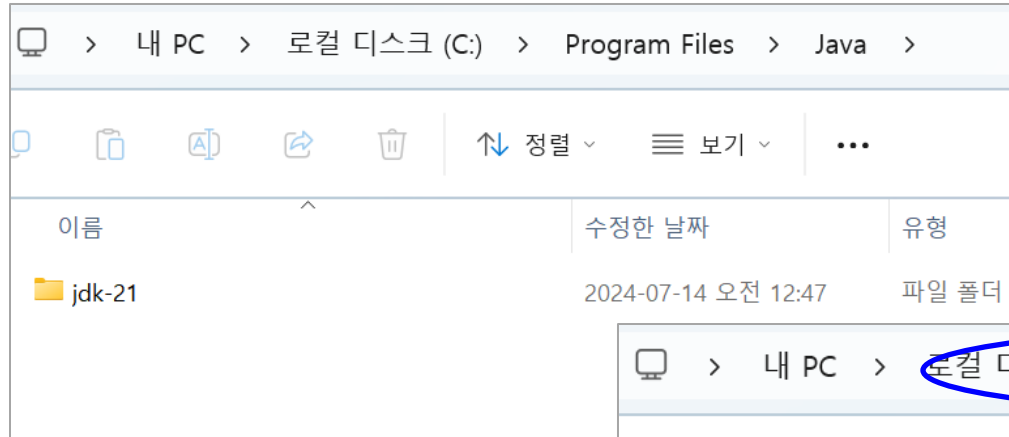 내 PC > 로컬 디스크 (C:) > Program Files > Java >
정렬 보기 •••
이름 수정한 날짜 유형
jdk-21 2024-07-14 오전 12:47 파일 폴더
> 내 PC > 로컬